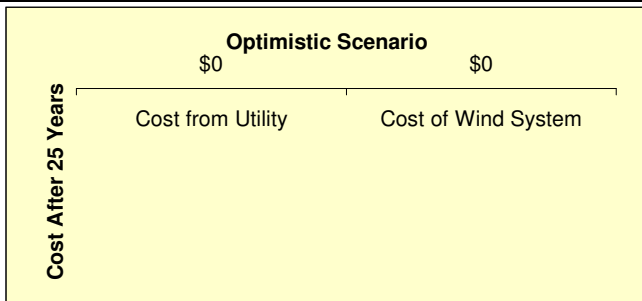 Optimistic Scenario
$0 $0
Cost from Utility Cost of Wind System
Cost After 25 Years